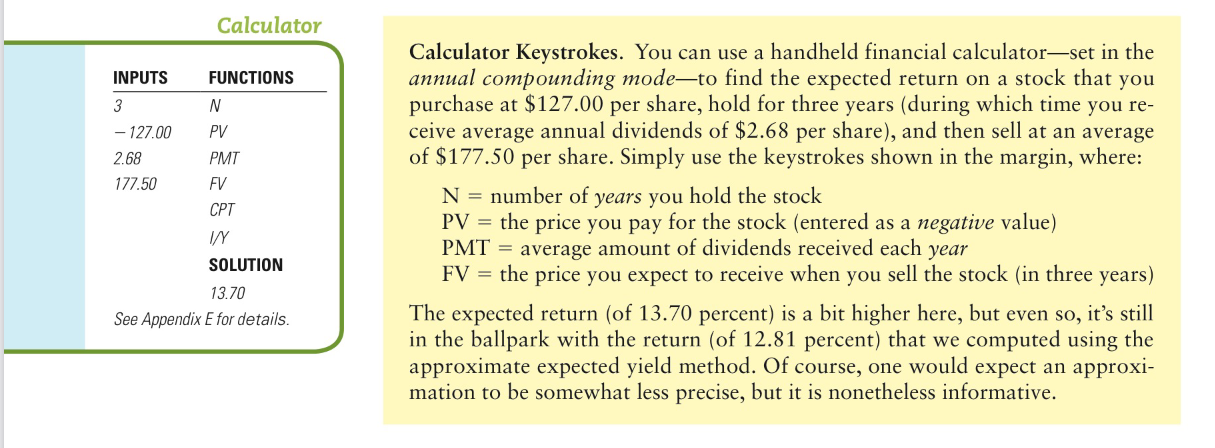 Calculator
INPUTS FUNCTIONS
3 N
−127.00 PV
2.68 PMT
177.50 FV
CPT
I/Y
SOLUTION
13.70
See Appendix E for details.
Calculator Keystrokes. You can use a handheld financial calculator—set in the
annual compounding mode—to find the expected return on a stock that you
purchase at $127.00 per share, hold for three years (during which time you re-
ceive average annual dividends of $2.68 per share), and then sell at an average
of $177.50 per share. Simply use the keystrokes shown in the margin, where:
N = number of years you hold the stock
PV = the price you pay for the stock (entered as a negative value)
PMT = average amount of dividends received each year
FV = the price you expect to receive when you sell the stock (in three years)
The expected return (of 13.70 percent) is a bit higher here, but even so, it’s still
in the ballpark with the return (of 12.81 percent) that we computed using the
approximate expected yield method. Of course, one would expect an approxi-
mation to be somewhat less precise, but it is nonetheless informative.